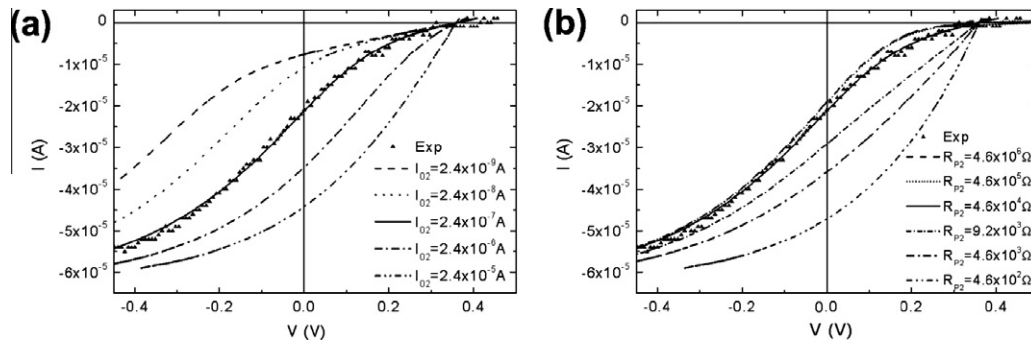 (a)
0
-1x10⁻⁵
-2x10⁻⁵
-3x10⁻⁵
-4x10⁻⁵
-5x10⁻⁵
-6x10⁻⁵
I (A)
-0.4 -0.2 0.0 0.2 0.4
V (V)
Exp
I₀₂=2.4x10⁻⁹A
I₀₂=2.4x10⁻⁸A
I₀₂=2.4x10⁻⁷A
I₀₂=2.4x10⁻⁶A
I₀₂=2.4x10⁻⁵A
(b)
0
-1x10⁻⁵
-2x10⁻⁵
-3x10⁻⁵
-4x10⁻⁵
-5x10⁻⁵
-6x10⁻⁵
I (A)
-0.4 -0.2 0.0 0.2 0.4
V (V)
Exp
R_P2=4.6x10⁶Ω
R_P2=4.6x10⁵Ω
R_P2=4.6x10⁴Ω
R_P2=9.2x10³Ω
R_P2=4.6x10³Ω
R_P2=4.6x10²Ω